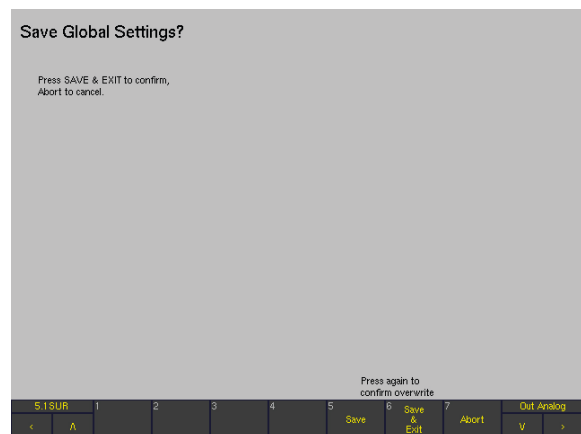 Save Global Settings?
Press SAVE & EXIT to confirm,
Abort to cancel.
Press again to
confirm overwrite
5.1SUR
1
2
3
4
5
Save
6
Save
&
Exit
7
Abort
Out Analog
< Λ
V >